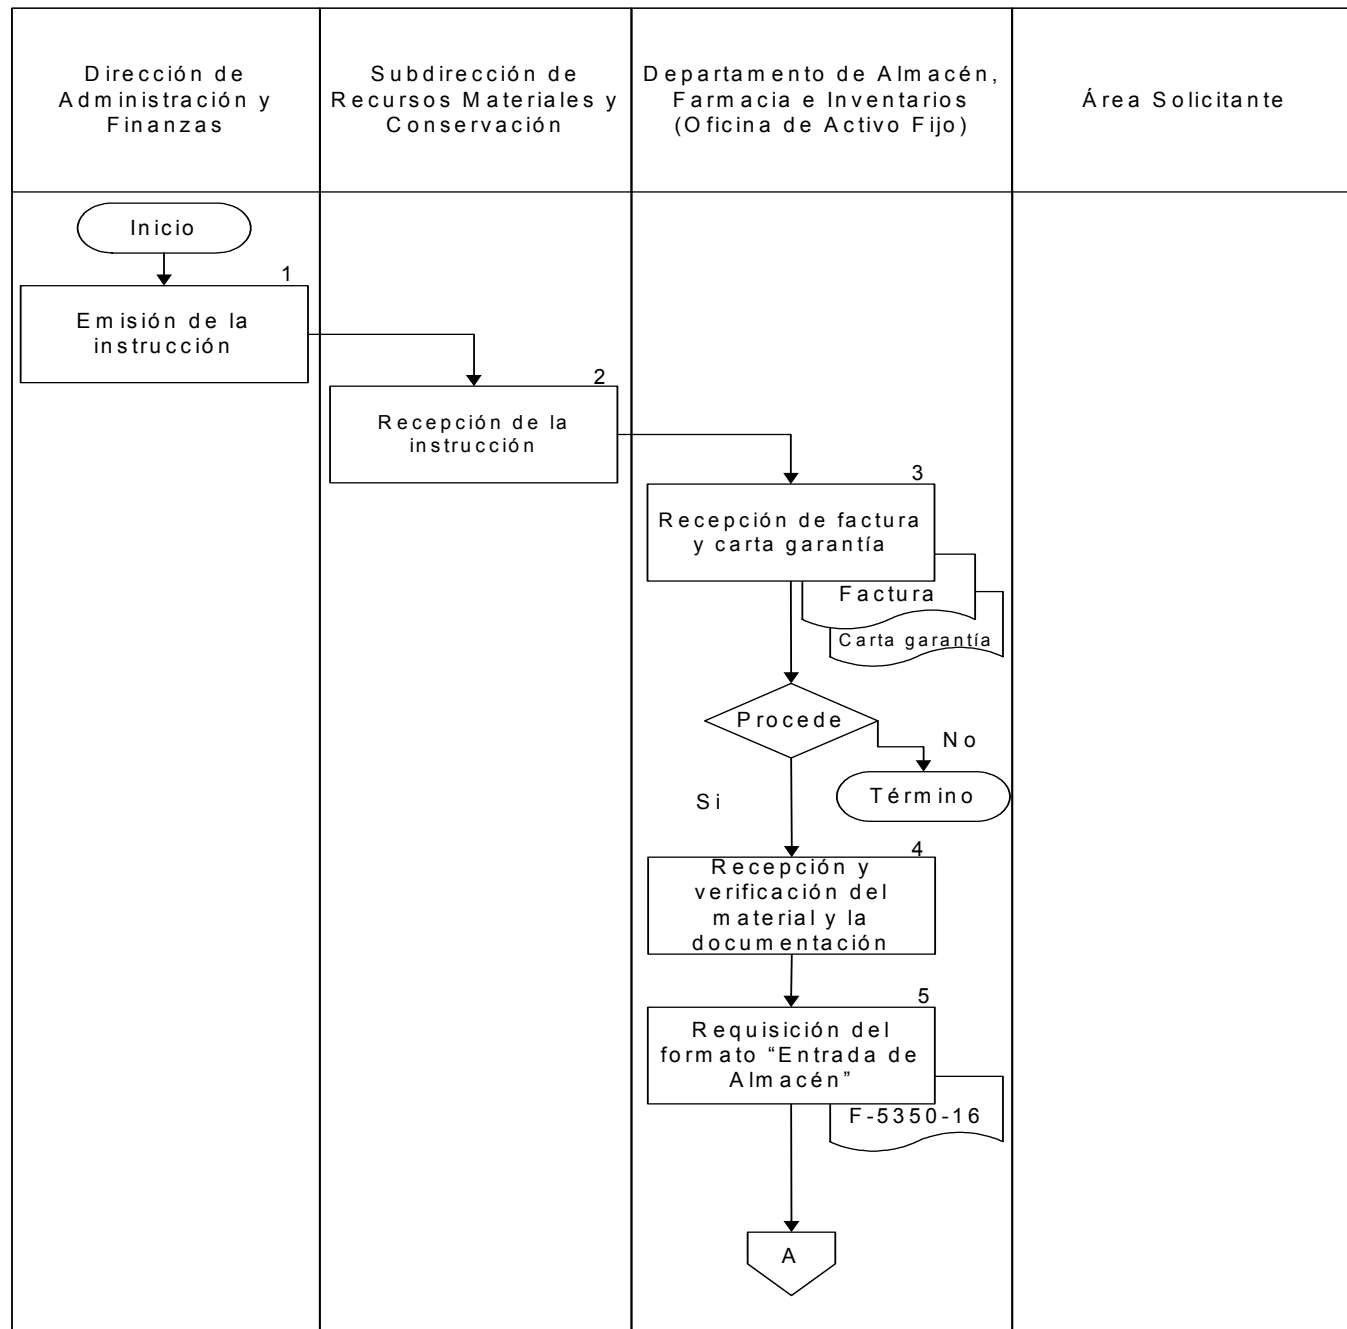 Dirección de
Administración y
Finanzas
Subdirección de
Recursos Materiales y
Conservación
Departamento de Almacén,
Farmacia e Inventarios
(Oficina de Activo Fijo)
Área Solicitante
Inicio
1
Emisión de la
instrucción
2
Recepción de la
instrucción
3
Recepción de factura
y carta garantía
Factura
Carta garantía
Procede
No
Término
Si
4
Recepción y
verificación del
material y la
documentación
5
Requisición del
formato “Entrada de
Almacén”
F-5350-16
A